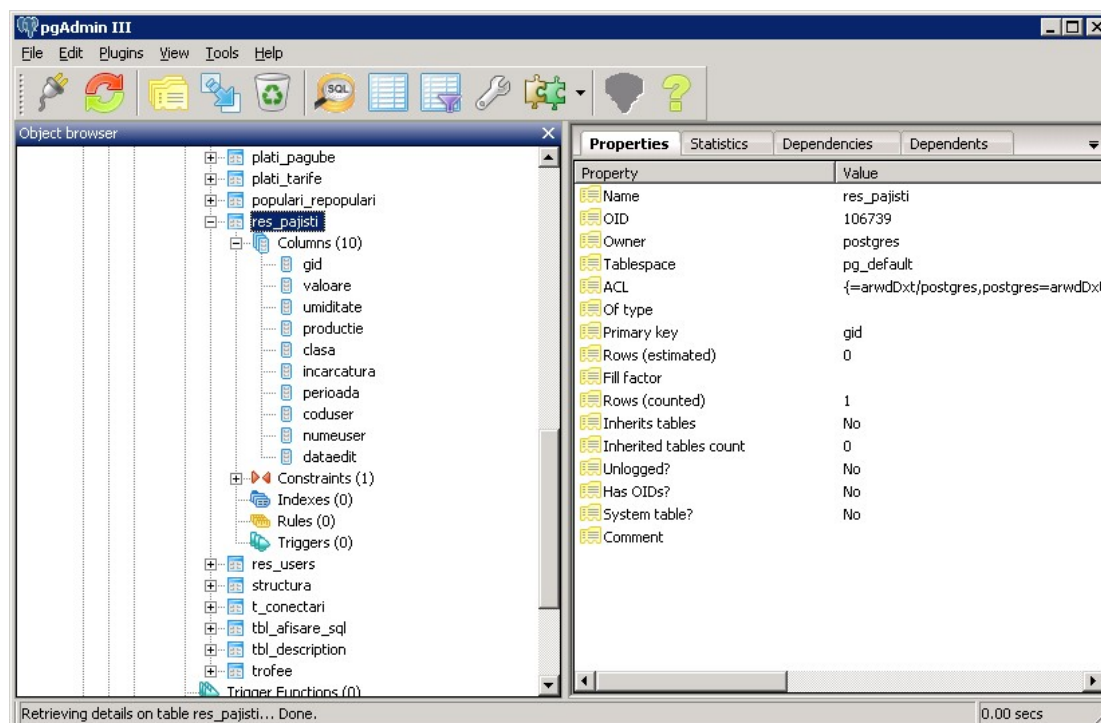 pgAdmin III
File Edit Plugins View Tools Help
SQL
Object browser
plati_pagube
plati_tarife
populari_repopulari
res_pajisti
Columns (10)
gid
valoare
umiditate
productie
clasa
incarcatura
perioada
coduser
numeuser
dataedit
Constraints (1)
Indexes (0)
Rules (0)
Triggers (0)
res_users
structura
t_conectari
tbl_afisare_sql
tbl_description
trofee
Trigger Functions (0)
Properties Statistics Dependencies Dependents
Property Value
Name res_pajisti
OID 106739
Owner postgres
Tablespace pg_default
ACL {=arwdDxt/postgres,postgres=arwdDxt
Of type
Primary key gid
Rows (estimated) 0
Fill factor
Rows (counted) 1
Inherits tables No
Inherited tables count 0
Unlogged? No
Has OIDs? No
System table? No
Comment
Retrieving details on table res_pajisti... Done. 0.00 secs